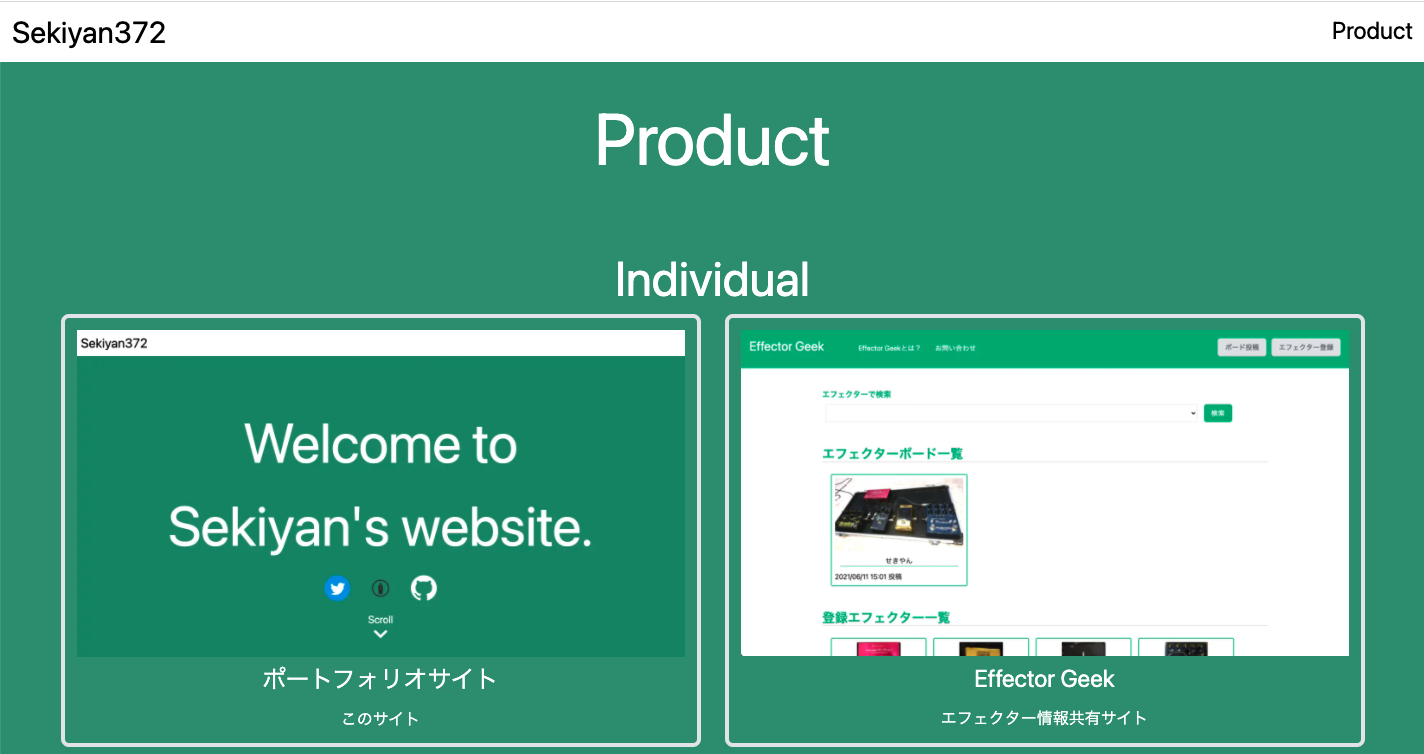 Sekiyan372
Product
Product
Individual
Sekiyan372
Welcome to
Sekiyan's website.
Scroll
ポートフォリオサイト
このサイト
Effector Geek
Effector Geekとは？
お問い合わせ
ボード投稿
エフェクター登録
エフェクターで検索
検索
エフェクターボード一覧
せきやん
2021/06/11 15:01 投稿
登録エフェクター一覧
Effector Geek
エフェクター情報共有サイト